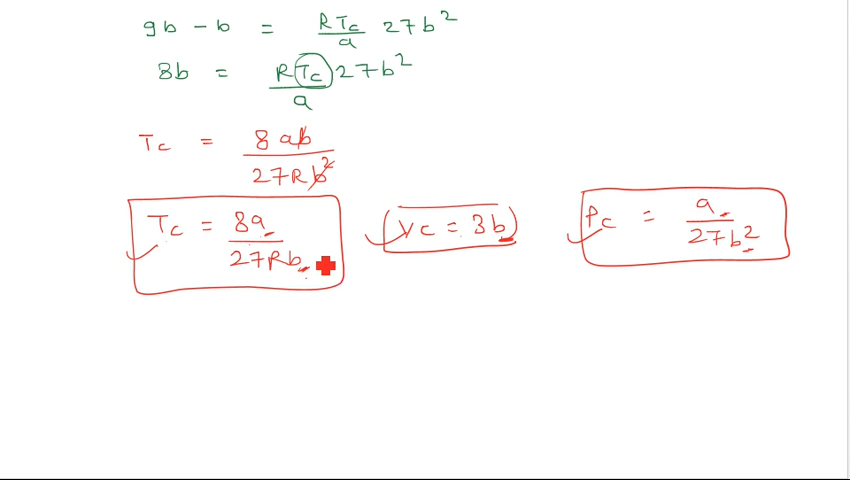 9b - b = RTc/a 27b²
8b = RTc/a 27b²
Tc = 8ab/27Rb²
Tc = 8a/27Rb Vc = 3b Pc = a/27b²